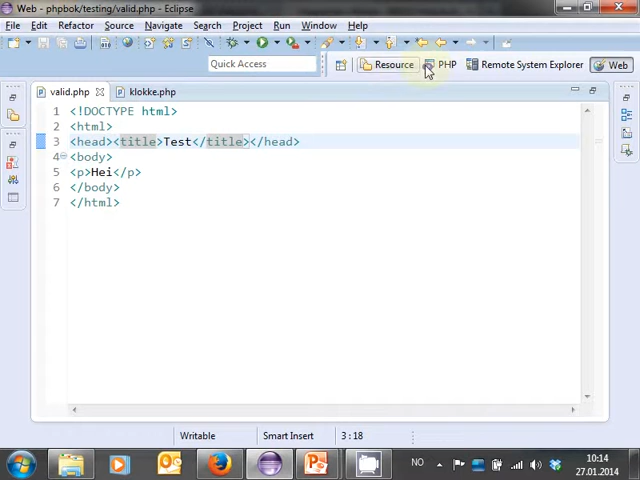 Web - phpbok/testing/valid.php - Eclipse
File Edit Refactor Source Navigate Search Project Run Window Help
Quick Access
Resource PHP Remote System Explorer Web
valid.php klokke.php
1 <!DOCTYPE html>
2 <html>
3 <head><title>Test</title></head>
4 <body>
5 <p>Hei</p>
6 </body>
7 </html>
Writable Smart Insert 3 : 18
NO 10:14
27.01.2014